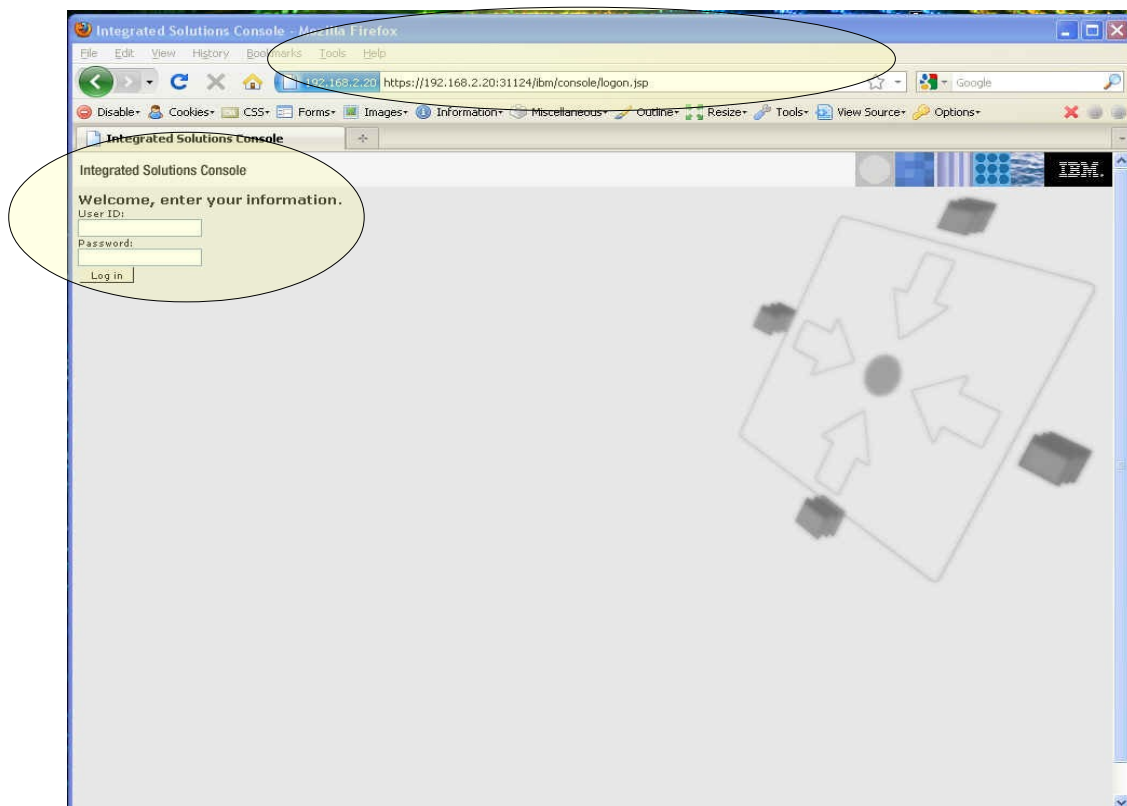 Integrated Solutions Console - Mozilla Firefox
File Edit View History Bookmarks Tools Help
192.168.2.20 https://192.168.2.20:31124/ibm/console/logon.jsp Google
Disable Cookies CSS Forms Images Information Miscellaneous Outline Resize Tools View Source Options
Integrated Solutions Console
Integrated Solutions Console IBM.
Welcome, enter your information.
User ID:
Password:
Log in